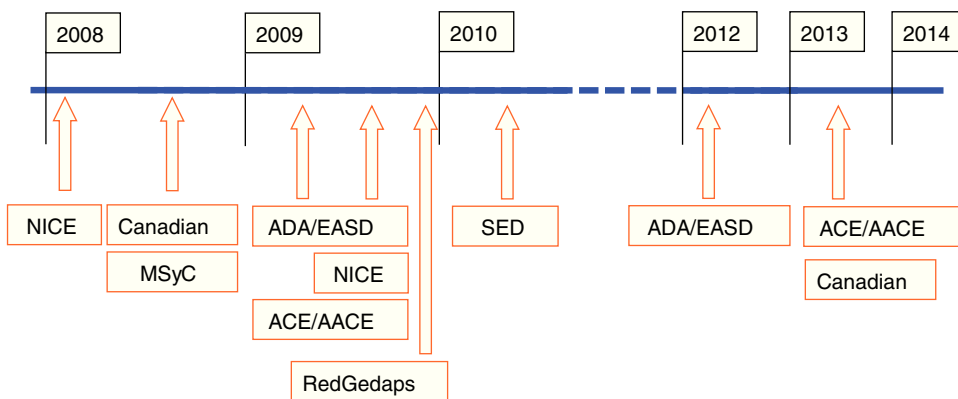 2008
2009
2010
2012
2013
2014
NICE
Canadian
ADA/EASD
SED
ADA/EASD
ACE/AACE
MSyC
NICE
Canadian
ACE/AACE
RedGedaps